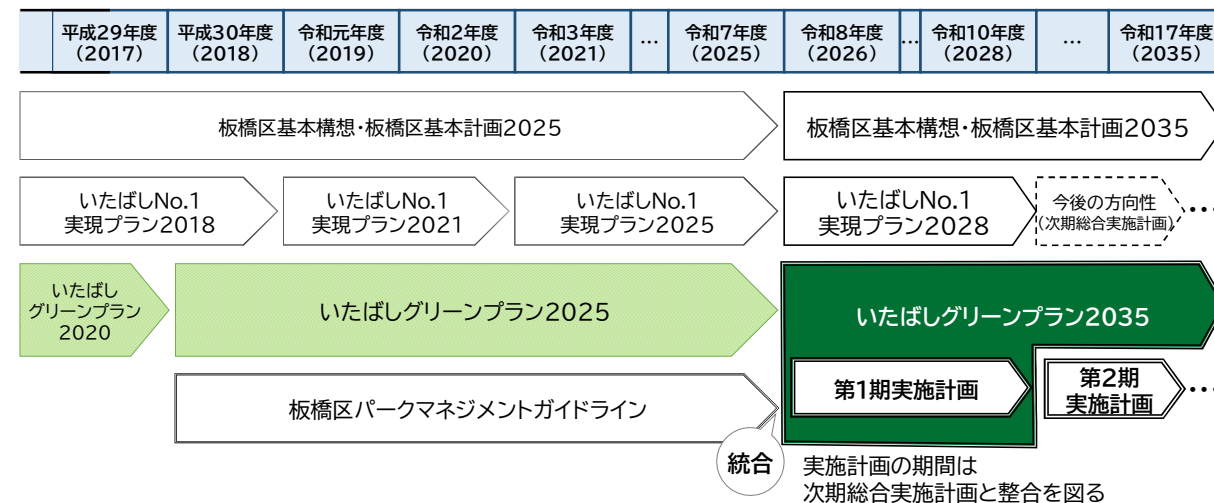 平成29年度
(2017)
平成30年度
(2018)
令和元年度
(2019)
令和2年度
(2020)
令和3年度
(2021)
…
令和7年度
(2025)
令和8年度
(2026)
…
令和10年度
(2028)
…
令和17年度
(2035)
板橋区基本構想・板橋区基本計画2025
板橋区基本構想・板橋区基本計画2035
いたばしNo.1
実現プラン2018
いたばしNo.1
実現プラン2021
いたばしNo.1
実現プラン2025
いたばしNo.1
実現プラン2028
今後の方向性
(次期総合実施計画)
…
いたばし
グリーンプラン
2020
いたばしグリーンプラン2025
いたばしグリーンプラン2035
板橋区パークマネジメントガイドライン
第1期実施計画
第2期
実施計画
…
統合
実施計画の期間は
次期総合実施計画と整合を図る